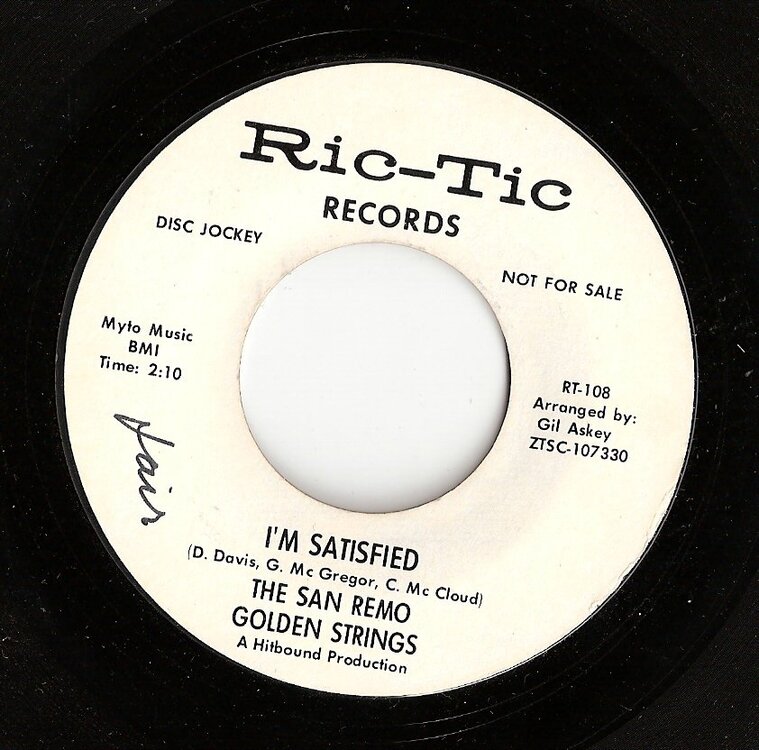 Ric-Tic
RECORDS
DISC JOCKEY
NOT FOR SALE
Myto Music
BMI
Time: 2:10
RT-108
Arranged by:
Gil Askey
ZTSC-107330
fair
I'M SATISFIED
(D. Davis, G. Mc Gregor, C. Mc Cloud)
THE SAN REMO
GOLDEN STRINGS
A Hitbound Production